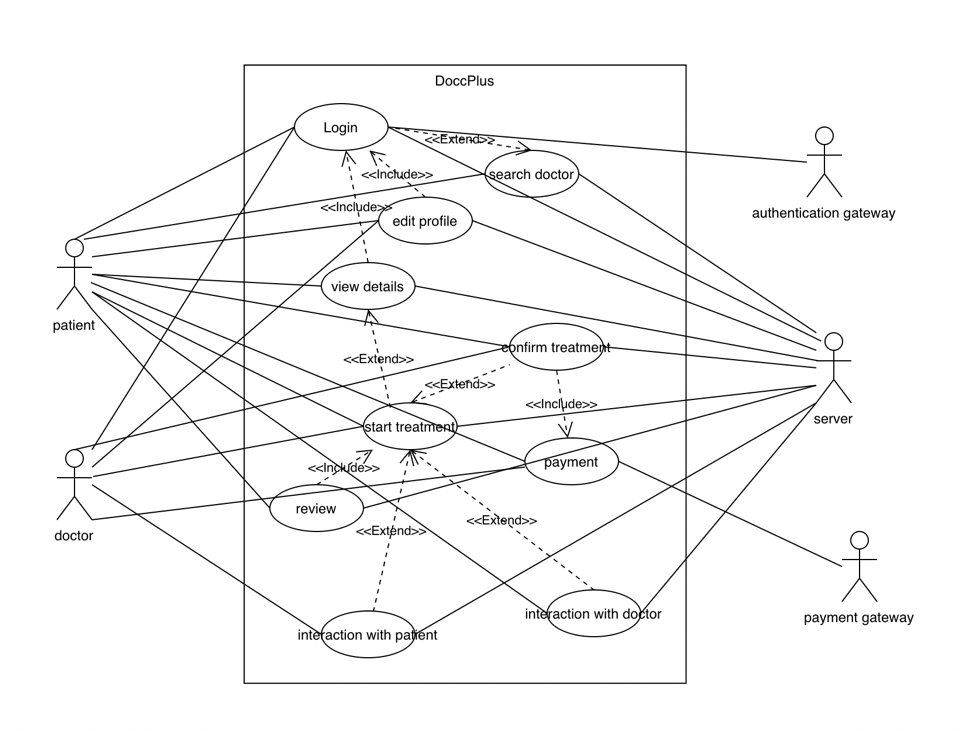 DoccPlus
Login
<<Extend>>
search doctor
<<Include>>
<<Include>>
edit profile
authentication gateway
view details
patient
confirm treatment
<<Extend>>
<<Extend>>
<<Include>>
server
start treatment
<<Include>>
payment
review
<<Extend>>
<<Extend>>
doctor
interaction with doctor
payment gateway
interaction with patient